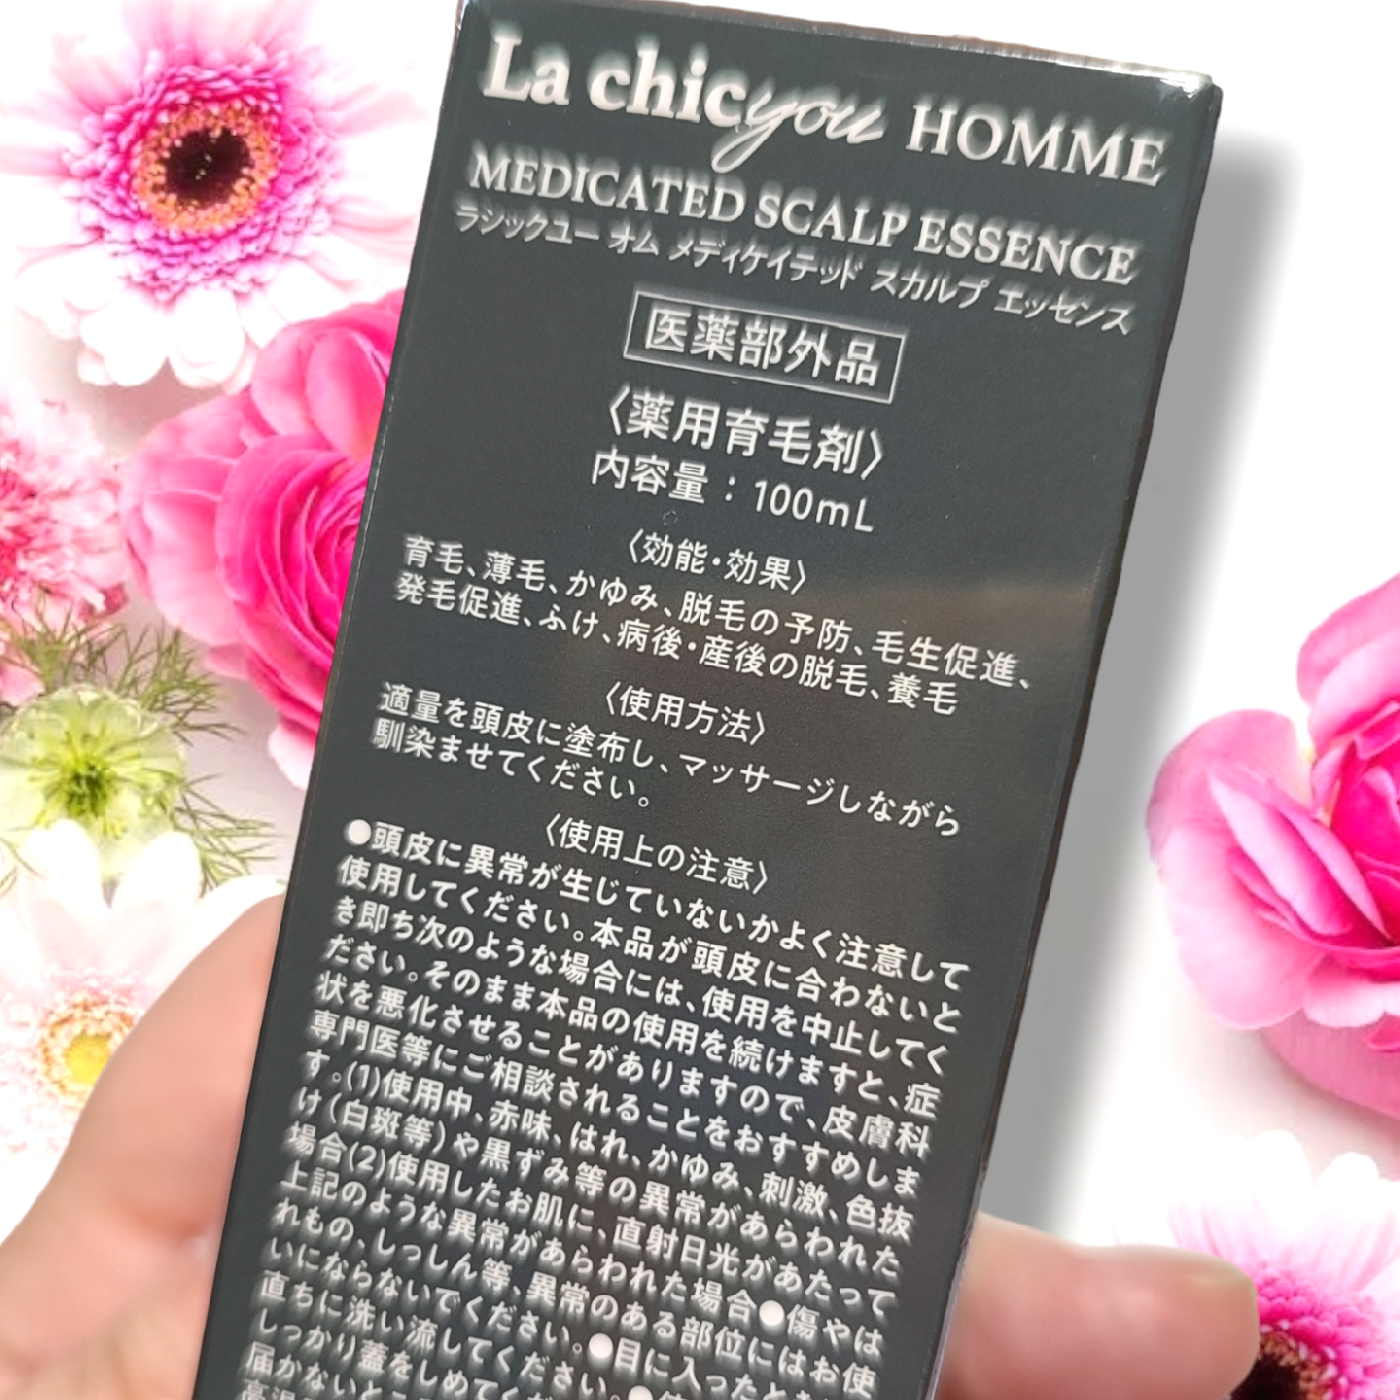 La chicyou HOMME
MEDICATED SCALP ESSENCE
ラシックユー オム メディケイテッド スカルプ エッセンス
医薬部外品
〈薬用育毛剤〉
内容量：100mL
〈効能・効果〉
育毛、薄毛、かゆみ、脱毛の予防、毛生促進、
発毛促進、ふけ、病後・産後の脱毛、養毛
〈使用方法〉
適量を頭皮に塗布し、マッサージしながら
馴染ませてください。
〈使用上の注意〉
●頭皮に異常が生じていないかよく注意して
使用してください。本品が頭皮に合わないと
き即ち次のような場合には、使用を中止してく
ださい。そのまま本品の使用を続けますと、症
状を悪化させることがありますので、皮膚科
専門医等にご相談されることをおすすめしま
す。(1)使用中、赤味、はれ、かゆみ、刺激、色抜
け(白斑等)や黒ずみ等の異常があらわれた
場合(2)使用したお肌に、直射日光があたって
上記のような異常があらわれた場合●傷やは
れもの、しっしん等、異常のある部位にはお使
いにならないでください。●目に入ったとき
直ちに洗い流してください。
しっかり蓋をしめてくだ
届かないところ
高温